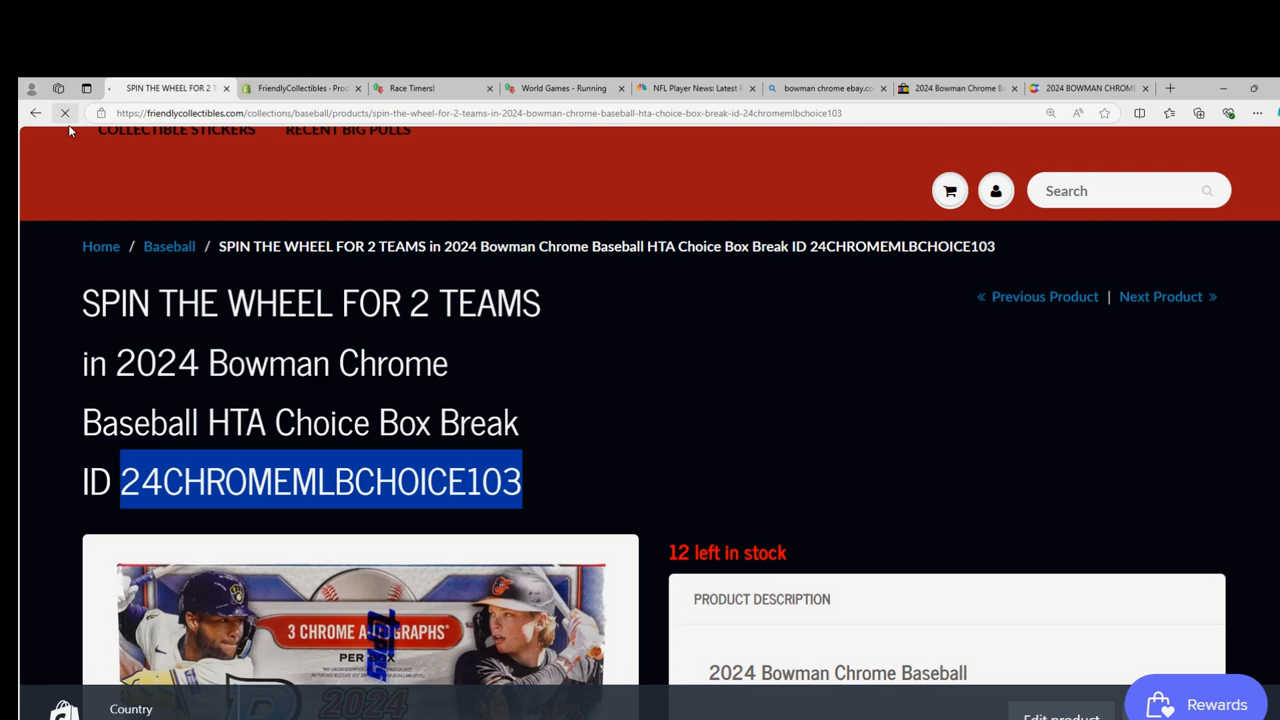 SPIN THE WHEEL FOR 2 T
FriendlyCollectibles · Pro
Race Timers!
World Games - Running
NFL Player News: Latest F
bowman chrome ebay.co
2024 Bowman Chrome B
2024 BOWMAN CHROM
https://friendlycollectibles.com/collections/baseball/products/spin-the-wheel-for-2-teams-in-2024-bowman-chrome-baseball-hta-choice-box-break-id-24chromemlbchoice103
COLLECTIBLE STICKERS RECENT BIG PULLS
Search
Home / Baseball / SPIN THE WHEEL FOR 2 TEAMS in 2024 Bowman Chrome Baseball HTA Choice Box Break ID 24CHROMEMLBCHOICE103
« Previous Product | Next Product »
SPIN THE WHEEL FOR 2 TEAMS
in 2024 Bowman Chrome
Baseball HTA Choice Box Break
ID 24CHROMEMLBCHOICE103
12 left in stock
PRODUCT DESCRIPTION
2024 Bowman Chrome Baseball
3 CHROME AUTOGRAPHS*
PER BOX
topps
2024
Country
Edit product
Rewards